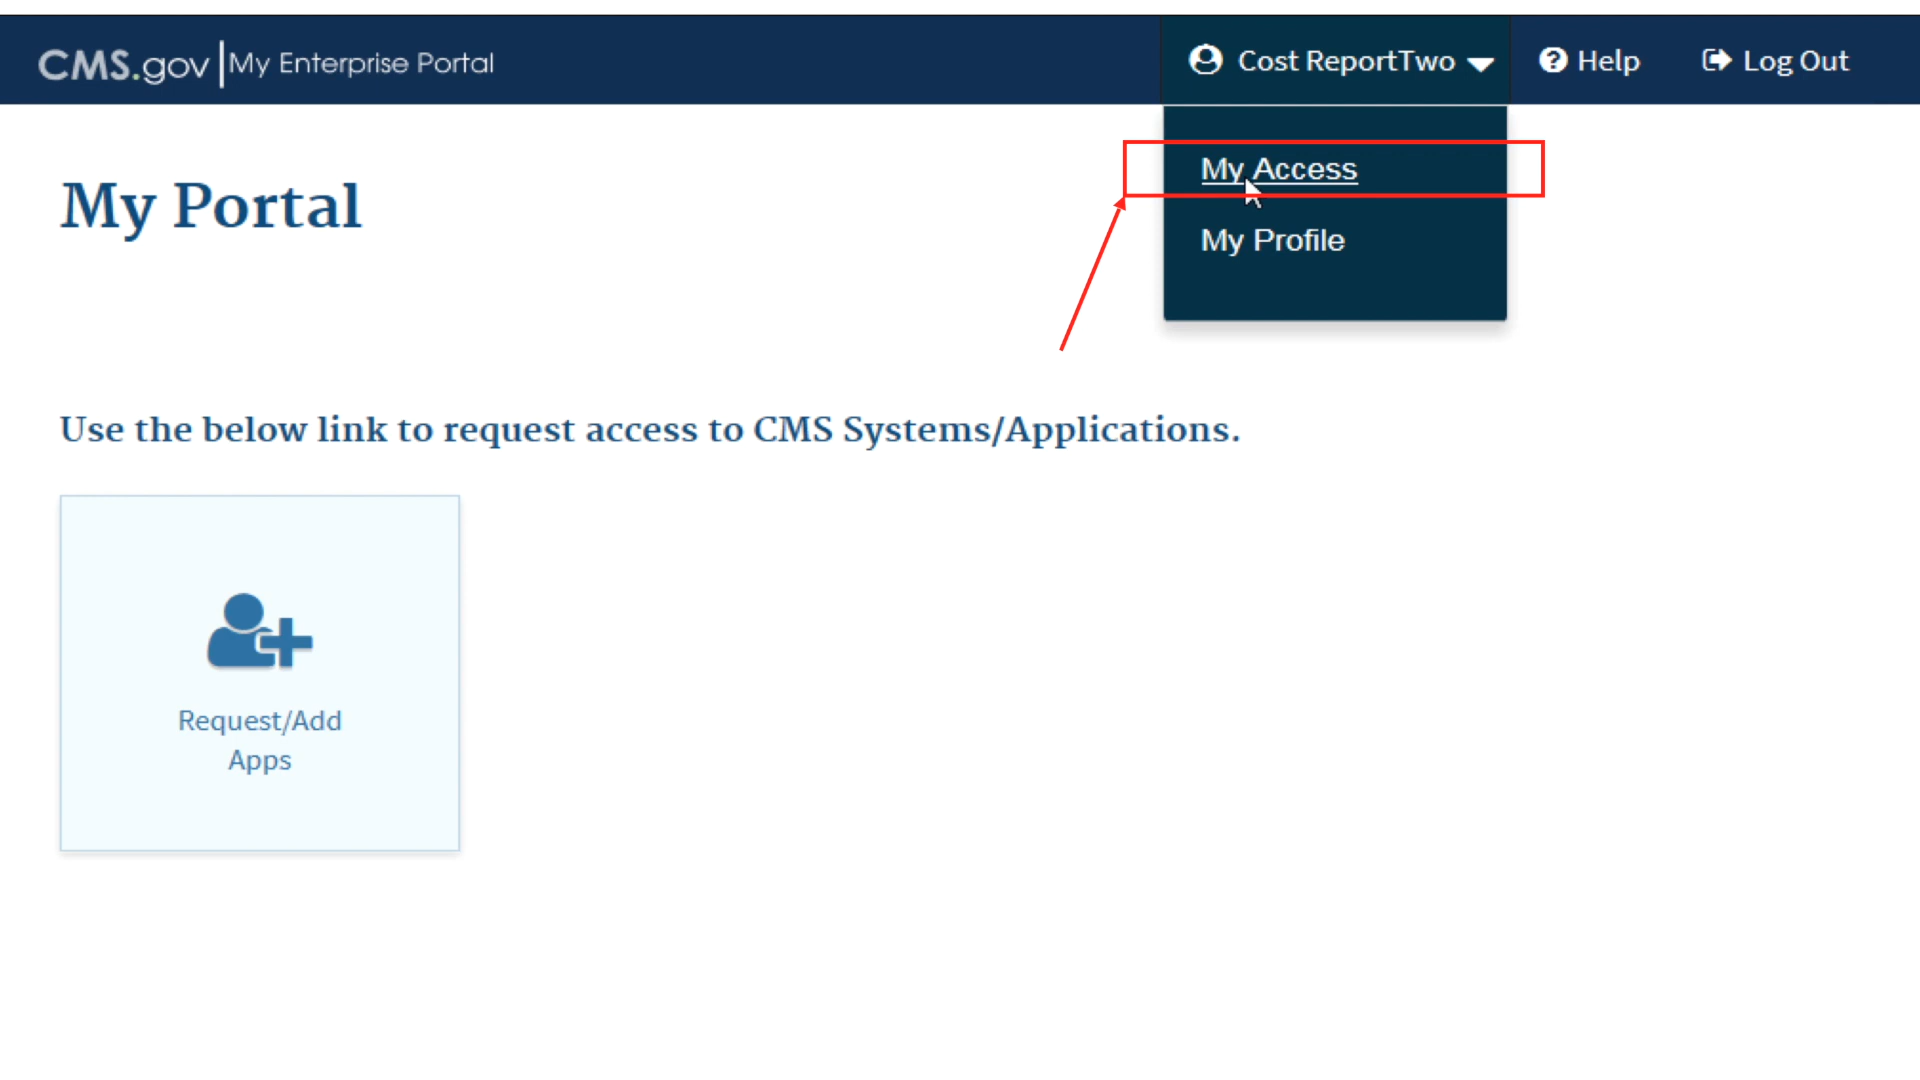 CMS.gov My Enterprise Portal
Cost ReportTwo
Help
Log Out
My Access
My Profile
My Portal
Use the below link to request access to CMS Systems/Applications.
Request/Add
Apps